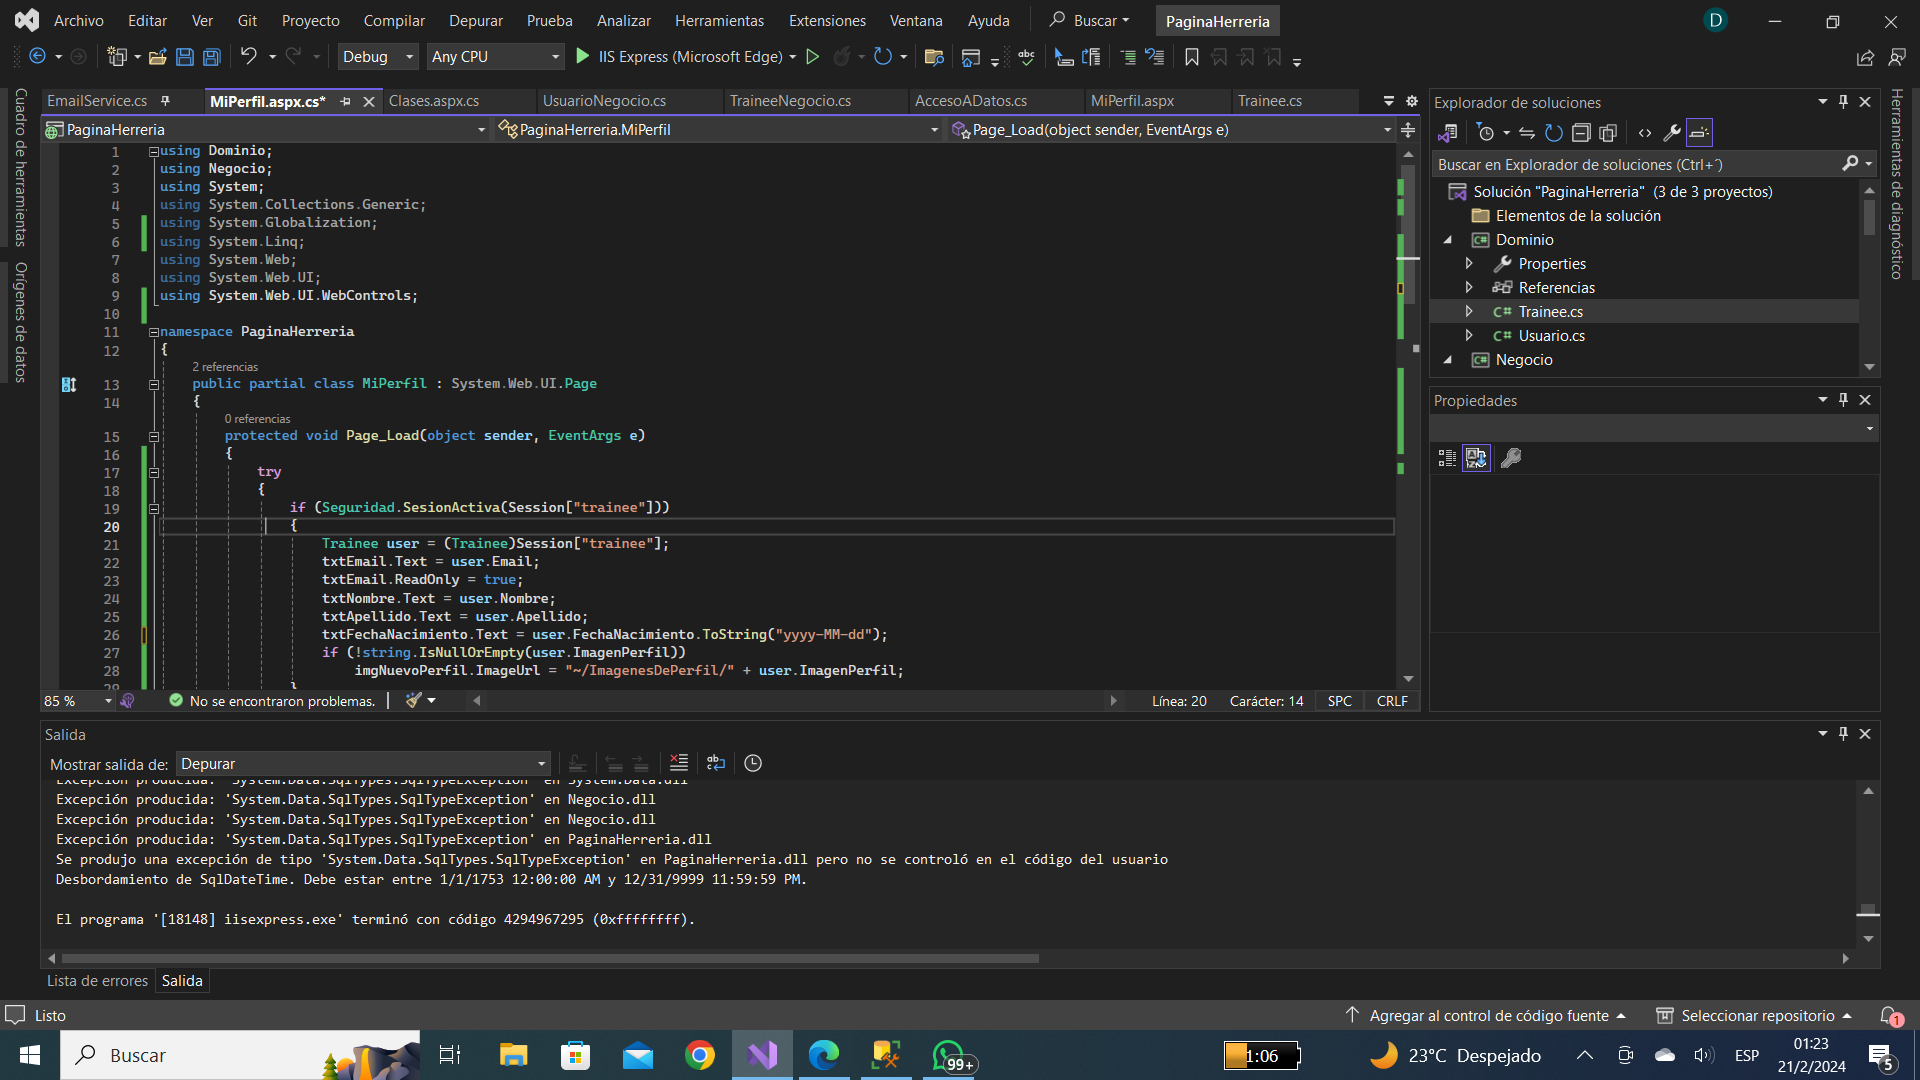 Archivo Editar Ver Git Proyecto Compilar Depurar Prueba Analizar Herramientas Extensiones Ventana Ayuda Buscar PaginaHerreria D
Debug Any CPU IIS Express (Microsoft Edge)
Cuadro de herramientas
Orígenes de datos
EmailService.cs MiPerfil.aspx.cs* Clases.aspx.cs UsuarioNegocio.cs TraineeNegocio.cs AccesoADatos.cs MiPerfil.aspx Trainee.cs
PaginaHerreria PaginaHerreria.MiPerfil Page_Load(object sender, EventArgs e)
1 using Dominio;
2 using Negocio;
3 using System;
4 using System.Collections.Generic;
5 using System.Globalization;
6 using System.Linq;
7 using System.Web;
8 using System.Web.UI;
9 using System.Web.UI.WebControls;
10
11 namespace PaginaHerreria
12 {
2 referencias
13 public partial class MiPerfil : System.Web.UI.Page
14 {
0 referencias
15 protected void Page_Load(object sender, EventArgs e)
16 {
17 try
18 {
19 if (Seguridad.SesionActiva(Session["trainee"]))
20 {
21 Trainee user = (Trainee)Session["trainee"];
22 txtEmail.Text = user.Email;
23 txtEmail.ReadOnly = true;
24 txtNombre.Text = user.Nombre;
25 txtApellido.Text = user.Apellido;
26 txtFechaNacimiento.Text = user.FechaNacimiento.ToString("yyyy-MM-dd");
27 if (!string.IsNullOrEmpty(user.ImagenPerfil))
28 imgNuevoPerfil.ImageUrl = "~/ImagenesDePerfil/" + user.ImagenPerfil;
29 }
85 % No se encontraron problemas. Línea: 20 Carácter: 14 SPC CRLF
Explorador de soluciones
Buscar en Explorador de soluciones (Ctrl+´)
Solución "PaginaHerreria" (3 de 3 proyectos)
Elementos de la solución
Dominio
Properties
Referencias
C# Trainee.cs
C# Usuario.cs
Negocio
Propiedades
Herramientas de diagnóstico
Salida
Mostrar salida de: Depurar
Excepción producida: 'System.Data.SqlTypes.SqlTypeException' en System.Data.dll
Excepción producida: 'System.Data.SqlTypes.SqlTypeException' en Negocio.dll
Excepción producida: 'System.Data.SqlTypes.SqlTypeException' en Negocio.dll
Excepción producida: 'System.Data.SqlTypes.SqlTypeException' en PaginaHerreria.dll
Se produjo una excepción de tipo 'System.Data.SqlTypes.SqlTypeException' en PaginaHerreria.dll pero no se controló en el código del usuario
Desbordamiento de SqlDateTime. Debe estar entre 1/1/1753 12:00:00 AM y 12/31/9999 11:59:59 PM.
El programa '[18148] iisexpress.exe' terminó con código 4294967295 (0xffffffff).
Lista de errores Salida
Listo Agregar al control de código fuente Seleccionar repositorio 1
Buscar 99+ 1:06 23°C Despejado ESP 01:23
21/2/2024 5